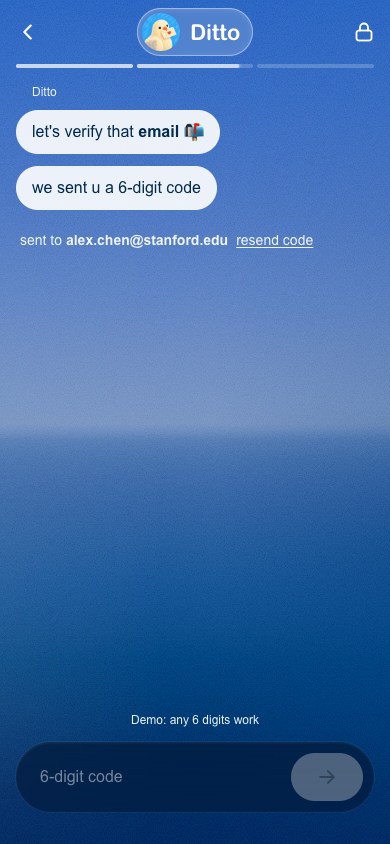 Ditto
Ditto
let's verify that email
we sent u a 6-digit code
sent to alex.chen@stanford.edu resend code
Demo: any 6 digits work
6-digit code